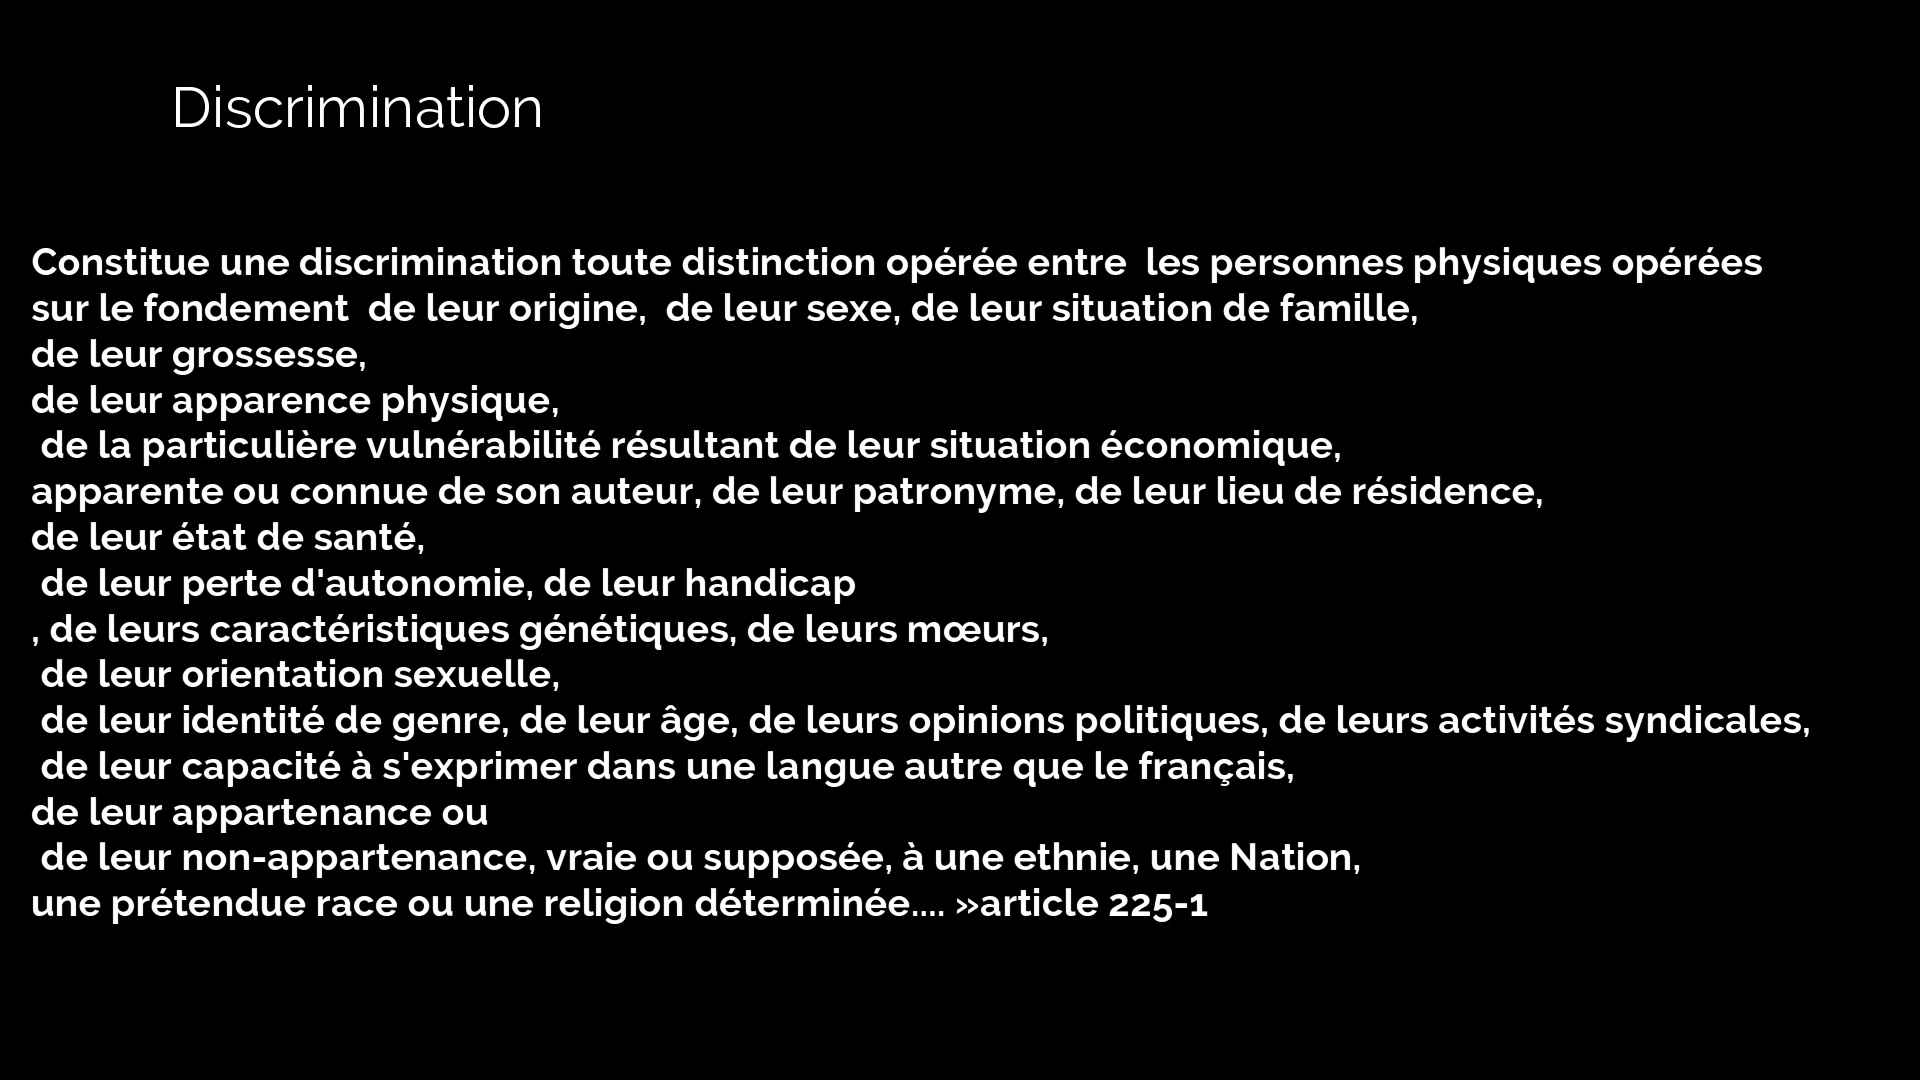 Discrimination
Constitue une discrimination toute distinction opérée entre  les personnes physiques opérées
sur le fondement  de leur origine,  de leur sexe, de leur situation de famille,
de leur grossesse,
de leur apparence physique,
de la particulière vulnérabilité résultant de leur situation économique,
apparente ou connue de son auteur, de leur patronyme, de leur lieu de résidence,
de leur état de santé,
de leur perte d'autonomie, de leur handicap
, de leurs caractéristiques génétiques, de leurs mœurs,
de leur orientation sexuelle,
de leur identité de genre, de leur âge, de leurs opinions politiques, de leurs activités syndicales,
de leur capacité à s'exprimer dans une langue autre que le français,
de leur appartenance ou
de leur non-appartenance, vraie ou supposée, à une ethnie, une Nation,
une prétendue race ou une religion déterminée.... »article 225-1